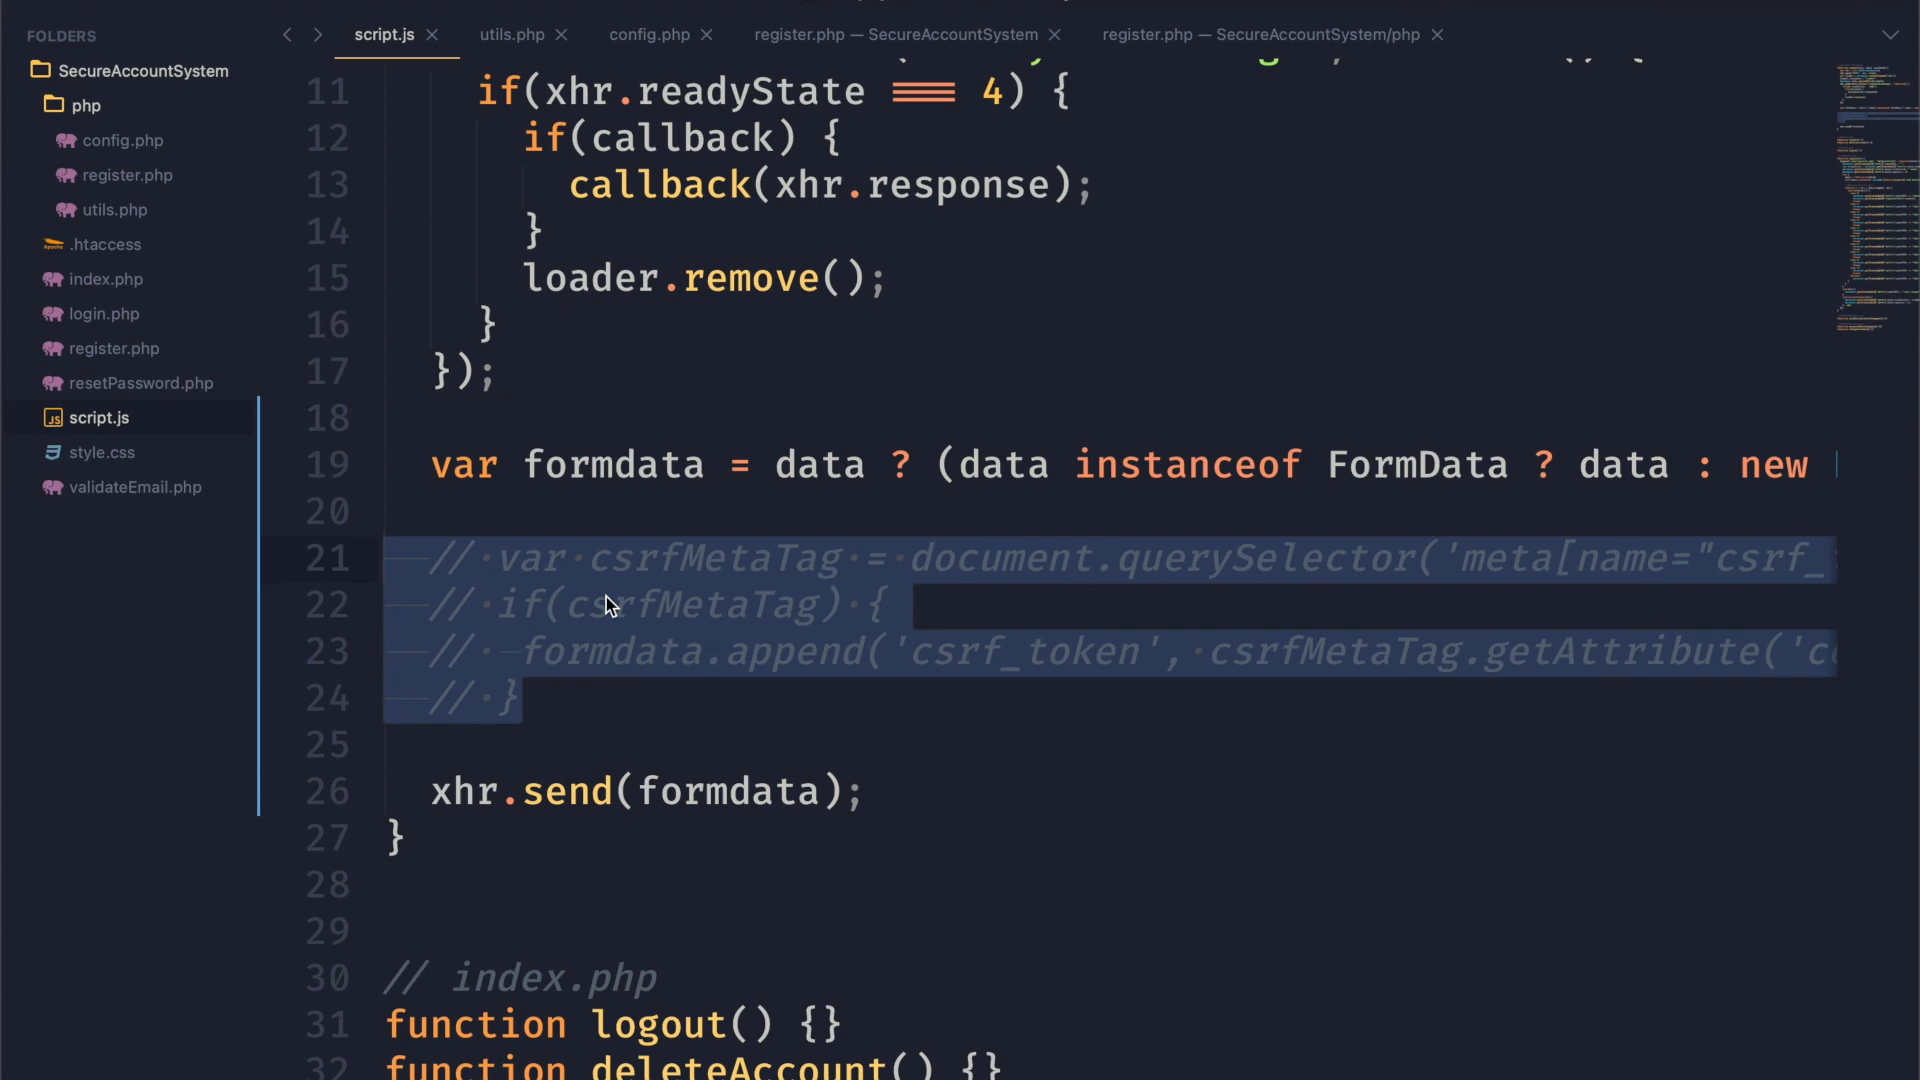 FOLDERS
SecureAccountSystem
php
config.php
register.php
utils.php
.htaccess
index.php
login.php
register.php
resetPassword.php
script.js
style.css
validateEmail.php
script.js
utils.php
config.php
register.php — SecureAccountSystem
register.php — SecureAccountSystem/php
11 if(xhr.readyState === 4) {
12 if(callback) {
13 callback(xhr.response);
14 }
15 loader.remove();
16 }
17 });
18
19 var formdata = data ? (data instanceof FormData ? data : new
20
21 // var csrfMetaTag = document.querySelector('meta[name="csrf_
22 // if(csrfMetaTag) {
23 // formdata.append('csrf_token', csrfMetaTag.getAttribute('c
24 // }
25
26 xhr.send(formdata);
27 }
28
29
30 // index.php
31 function logout() {}
32 function deleteAccount() {}